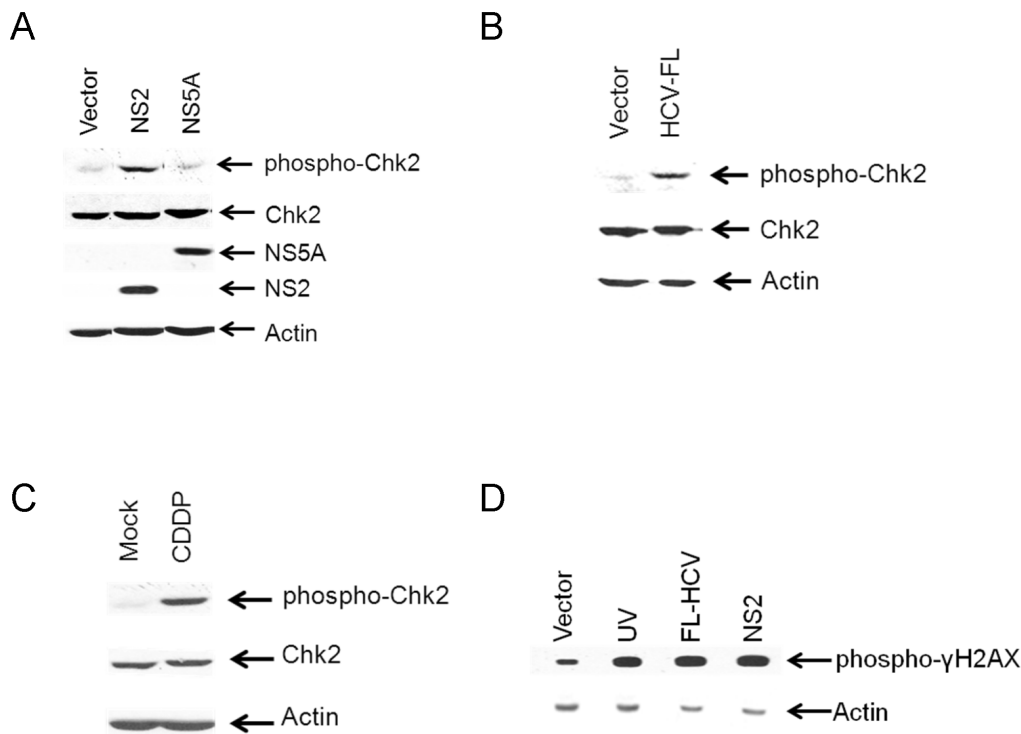 A
Vector
NS2
NS5A
phospho-Chk2
Chk2
NS5A
NS2
Actin
B
Vector
HCV-FL
phospho-Chk2
Chk2
Actin
C
Mock
CDDP
phospho-Chk2
Chk2
Actin
D
Vector
UV
FL-HCV
NS2
phospho-γH2AX
Actin